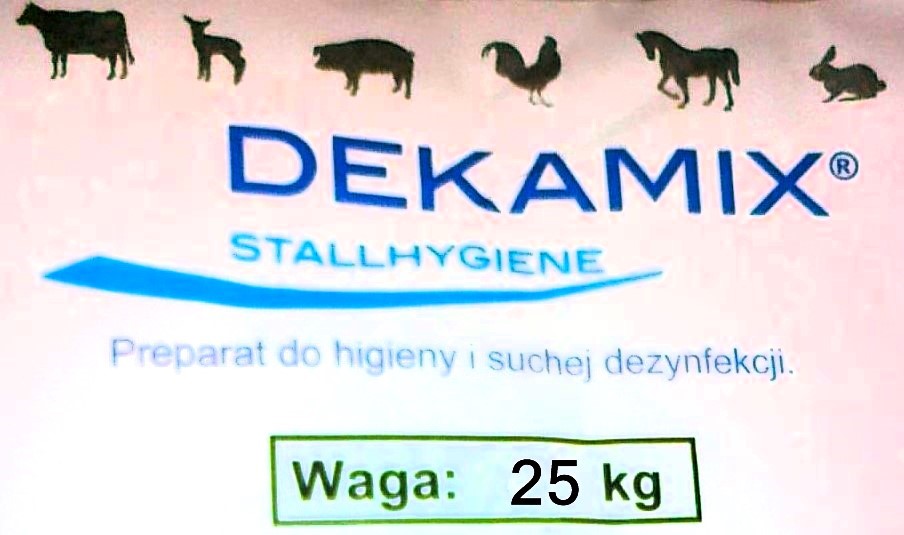 DEKAMIX®
STALLHYGIENE
Preparat do higieny i suchej dezynfekcji.
Waga: 25 kg